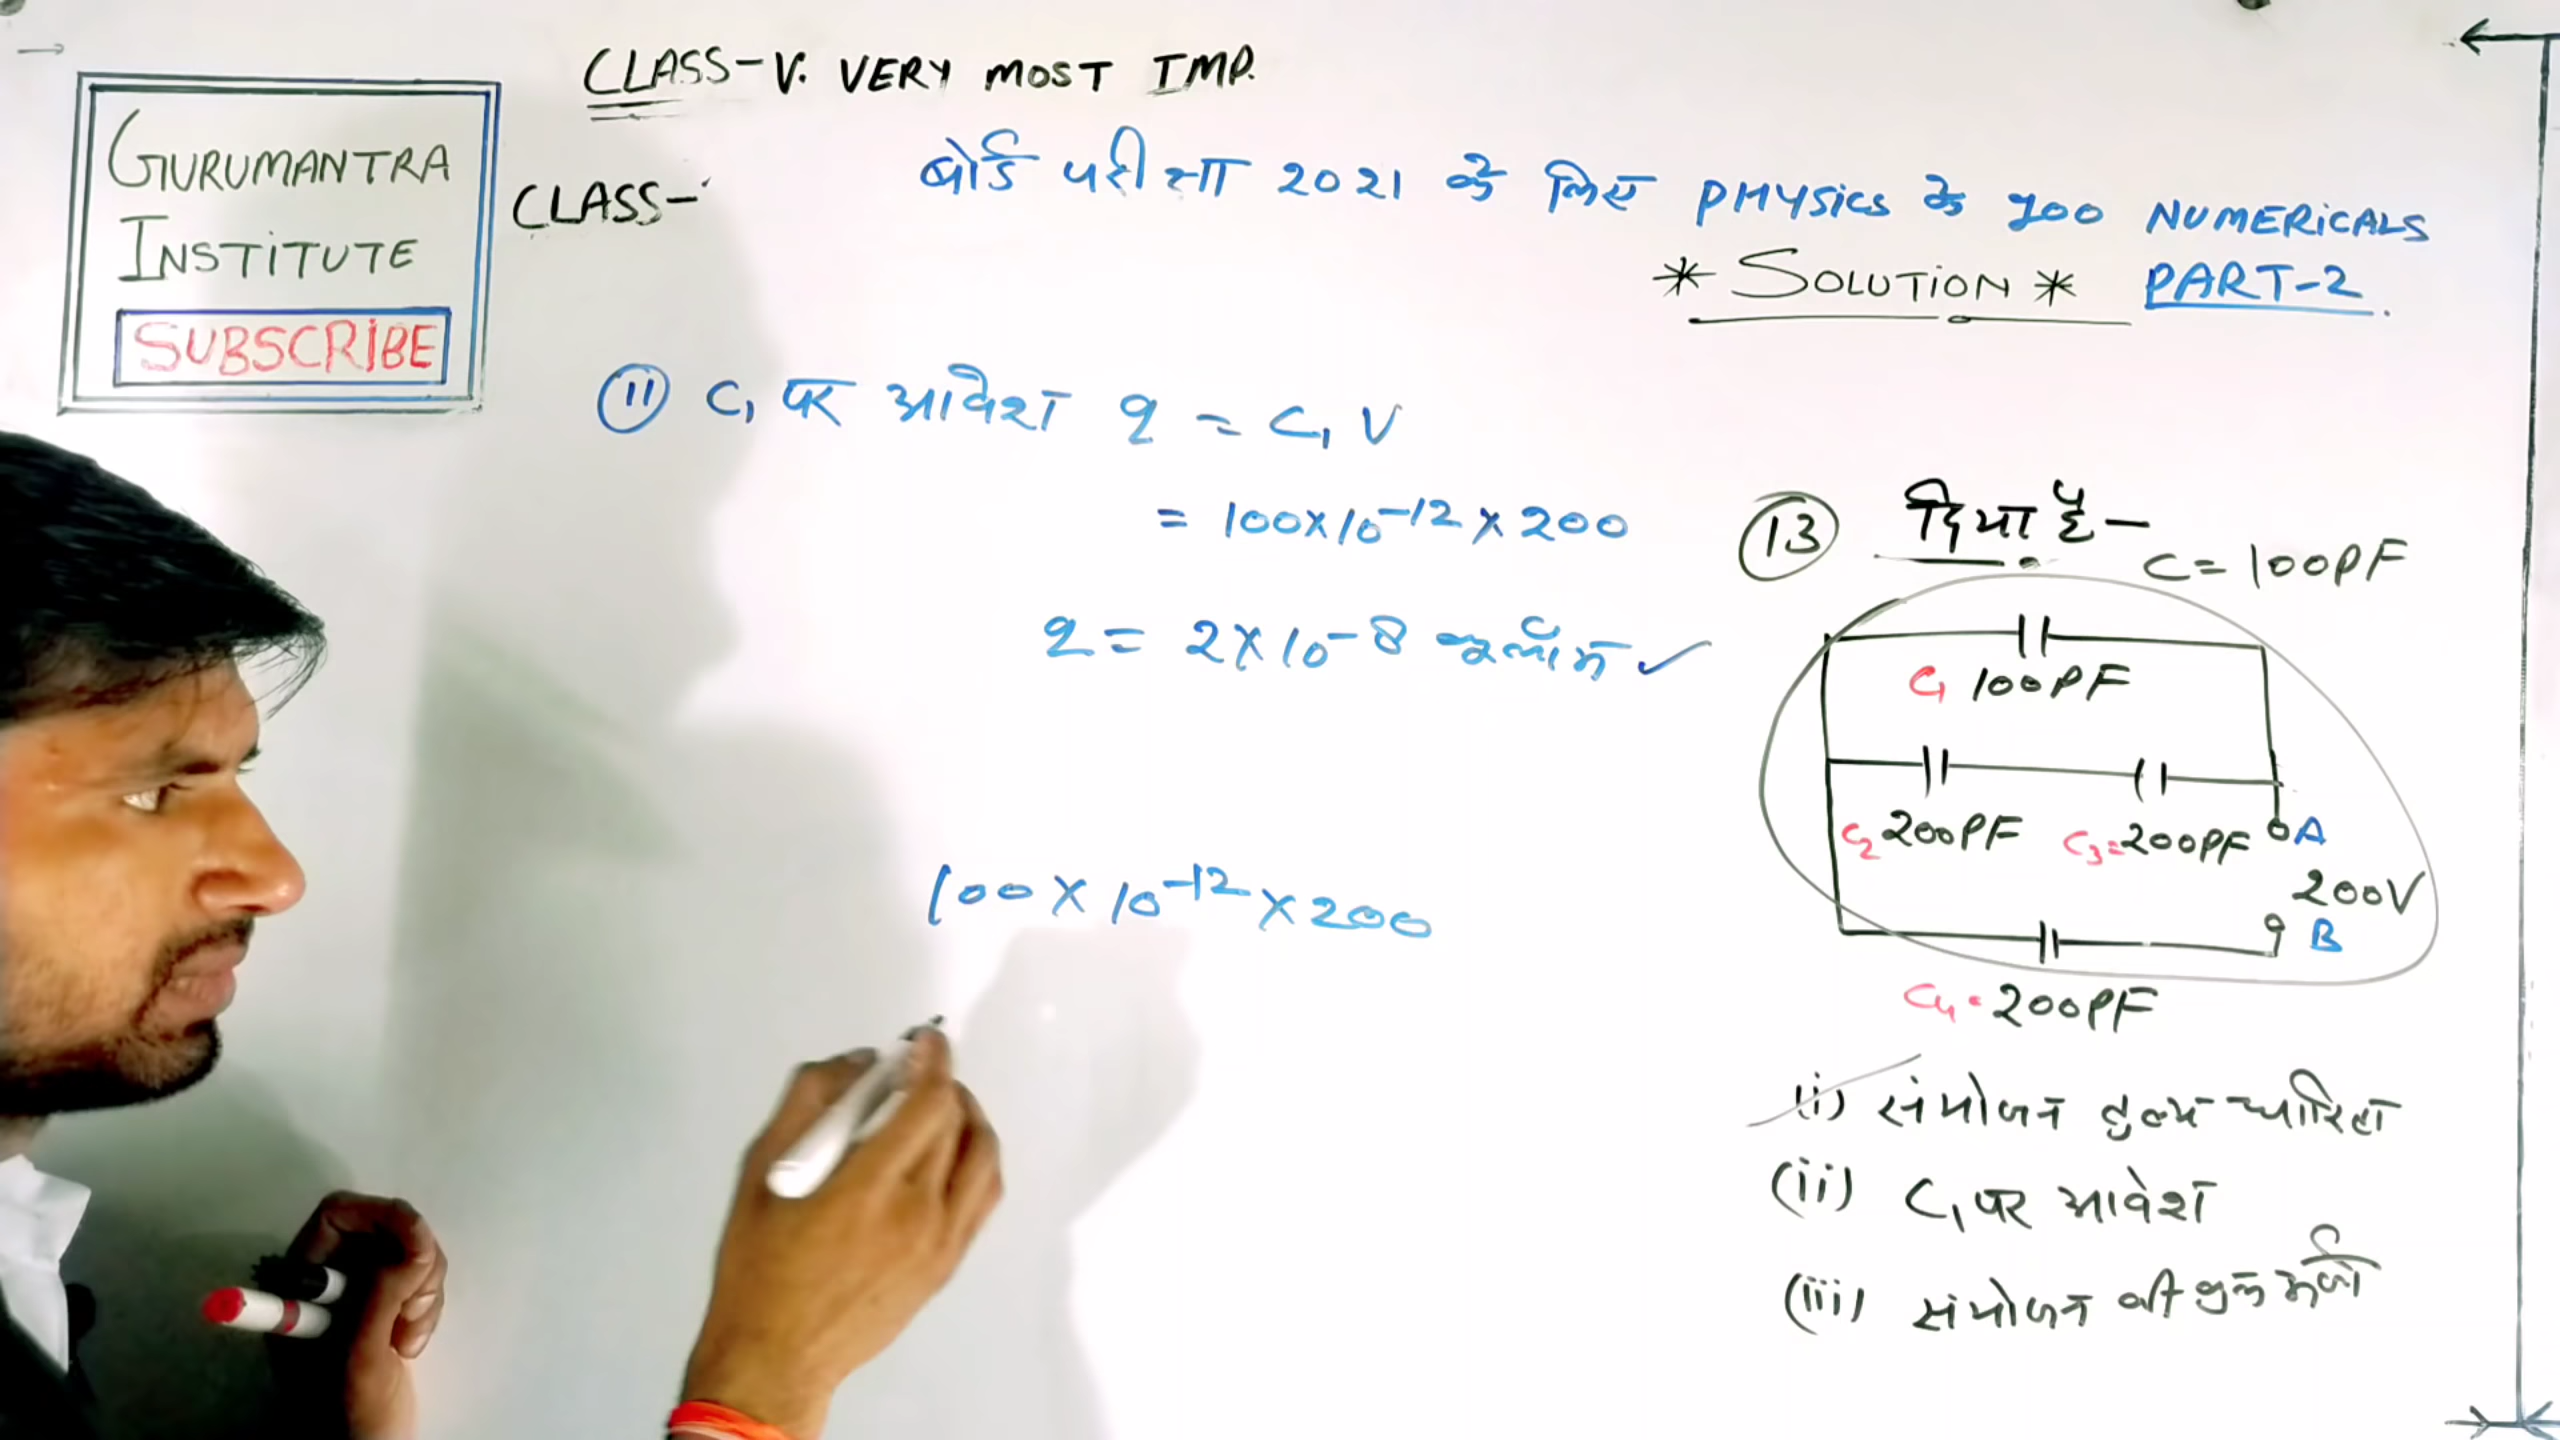 CLASS-V. VERY MOST IMP.
GURUMANTRA
INSTITUTE
SUBSCRIBE
CLASS-
बोर्ड परीक्षा 2021 के लिए PHYSICS के 700 NUMERICALS
* SOLUTION * PART-2.
11 C₁ पर आवेश q = C₁ V
= 100×10⁻¹² × 200
q = 2×10⁻⁸ कूलॉम ✓
100 × 10⁻¹² × 200
13 दिया है—
C = 100PF
C₁ 100PF
C₂ 200PF C₃=200PF A
200V
B
C₄ = 200PF
(i) संयोजन तुल्य धारिता
(ii) C₁ पर आवेश
(iii) संयोजन की कुल ऊर्जा